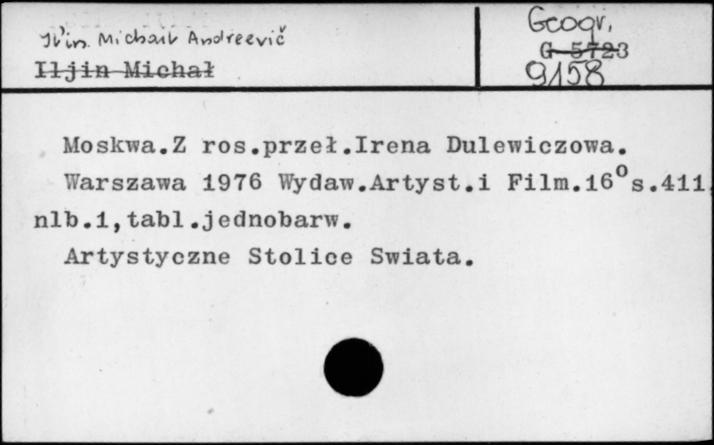 Il'in. Michail Andreevič
Geogr.
Iljin Michał
G 5723
9158
Moskwa.Z ros.przeł.Irena Dulewiczowa.
Warszawa 1976 Wydaw.Artyst.i Film.16⁰s.411,
nlb.1,tabl.jednobarw.
Artystyczne Stolice Swiata.